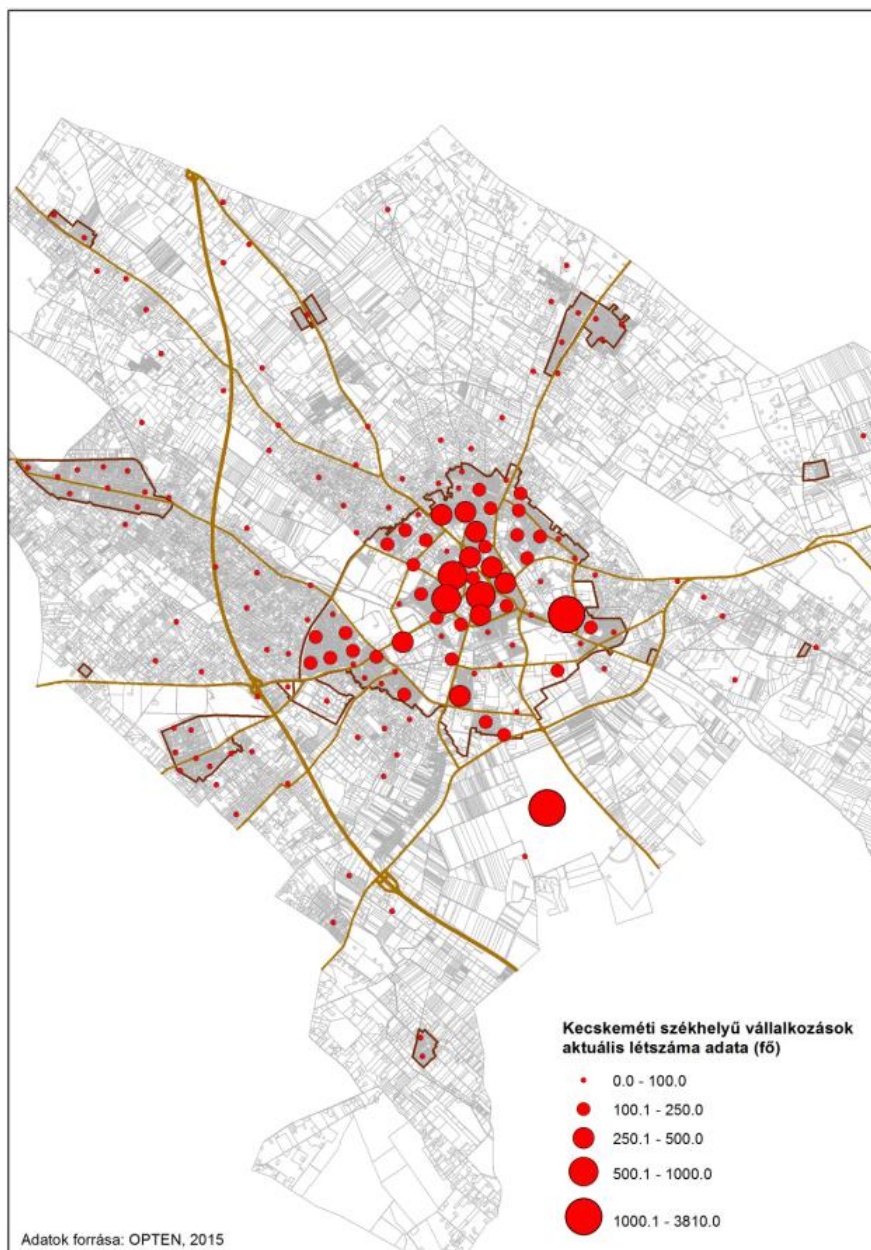 Kecskeméti székhelyű vállalkozások
aktuális létszáma adata (fő)
0.0 - 100.0
100.1 - 250.0
250.1 - 500.0
500.1 - 1000.0
1000.1 - 3810.0
Adatok forrása: OPTEN, 2015